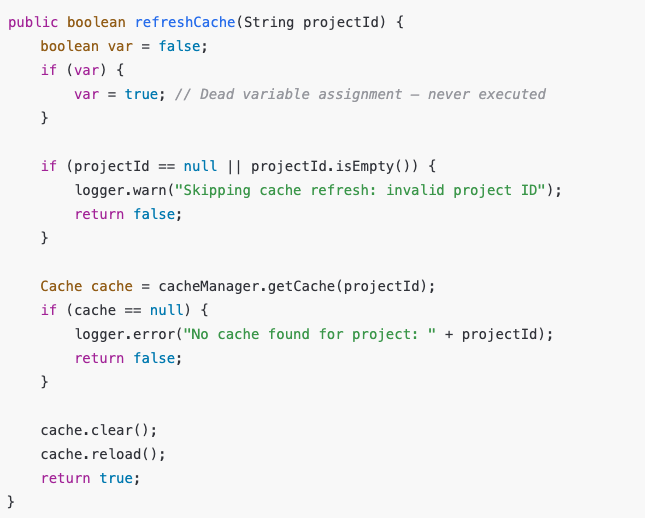 public boolean refreshCache(String projectId) {
    boolean var = false;
    if (var) {
        var = true; // Dead variable assignment – never executed
    }

    if (projectId == null || projectId.isEmpty()) {
        logger.warn("Skipping cache refresh: invalid project ID");
        return false;
    }

    Cache cache = cacheManager.getCache(projectId);
    if (cache == null) {
        logger.error("No cache found for project: " + projectId);
        return false;
    }

    cache.clear();
    cache.reload();
    return true;
}